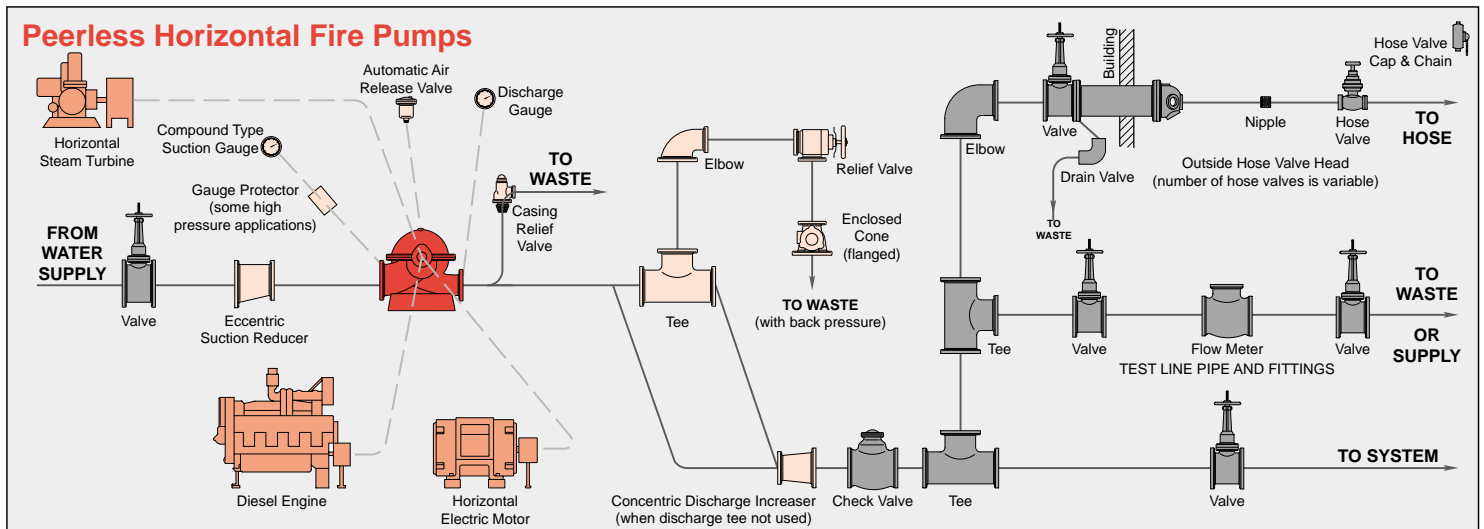 Peerless Horizontal Fire Pumps
Horizontal
Steam Turbine
Automatic Air
Release Valve
Discharge
Gauge
Compound Type
Suction Gauge
Gauge Protector
(some high
pressure applications)
FROM
WATER
SUPPLY
Valve
Eccentric
Suction Reducer
TO
WASTE
Casing
Relief
Valve
Elbow
Relief Valve
Enclosed
Cone
(flanged)
TO WASTE
(with back pressure)
Tee
Diesel Engine
Horizontal
Electric Motor
Concentric Discharge Increaser
(when discharge tee not used)
Check Valve
Tee
Elbow
Valve
Building
Drain Valve
TO
WASTE
Outside Hose Valve Head
(number of hose valves is variable)
Nipple
Hose
Valve
Hose Valve
Cap & Chain
TO
HOSE
Tee
Valve
Flow Meter
Valve
TEST LINE PIPE AND FITTINGS
TO
WASTE
OR
SUPPLY
Valve
TO SYSTEM